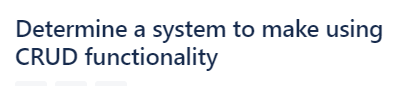 Determine a system to make using
CRUD functionality